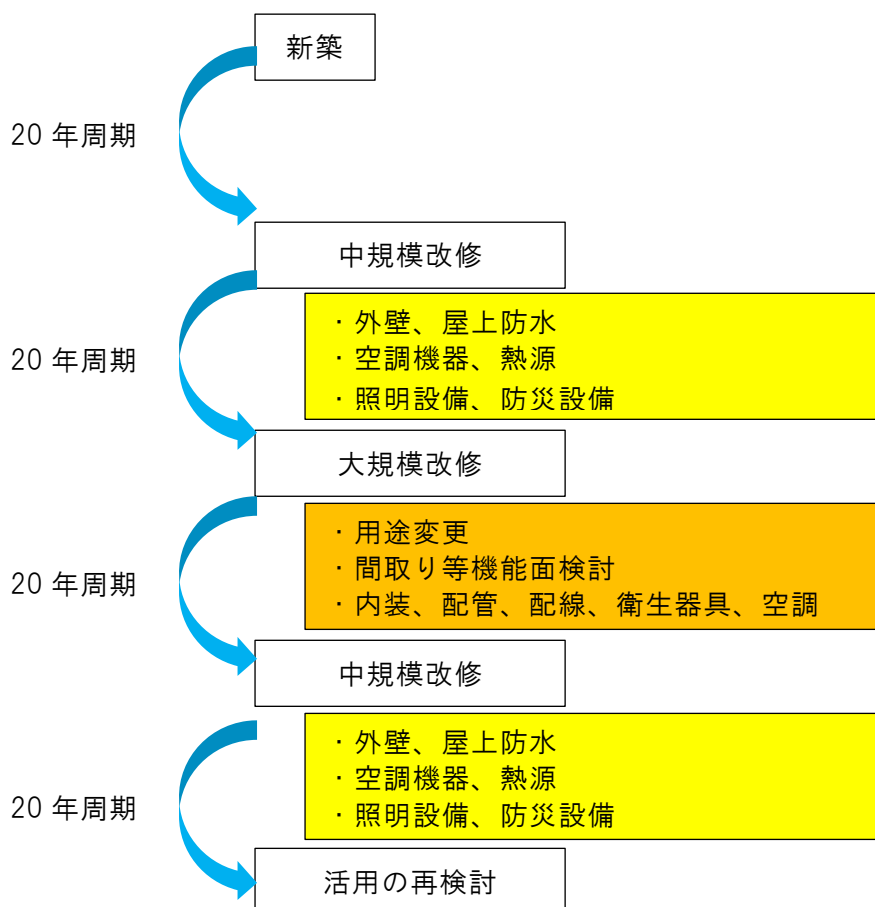 新築
20 年周期
中規模改修
・外壁、屋上防水
・空調機器、熱源
・照明設備、防災設備
20 年周期
大規模改修
・用途変更
・間取り等機能面検討
・内装、配管、配線、衛生器具、空調
20 年周期
中規模改修
・外壁、屋上防水
・空調機器、熱源
・照明設備、防災設備
20 年周期
活用の再検討